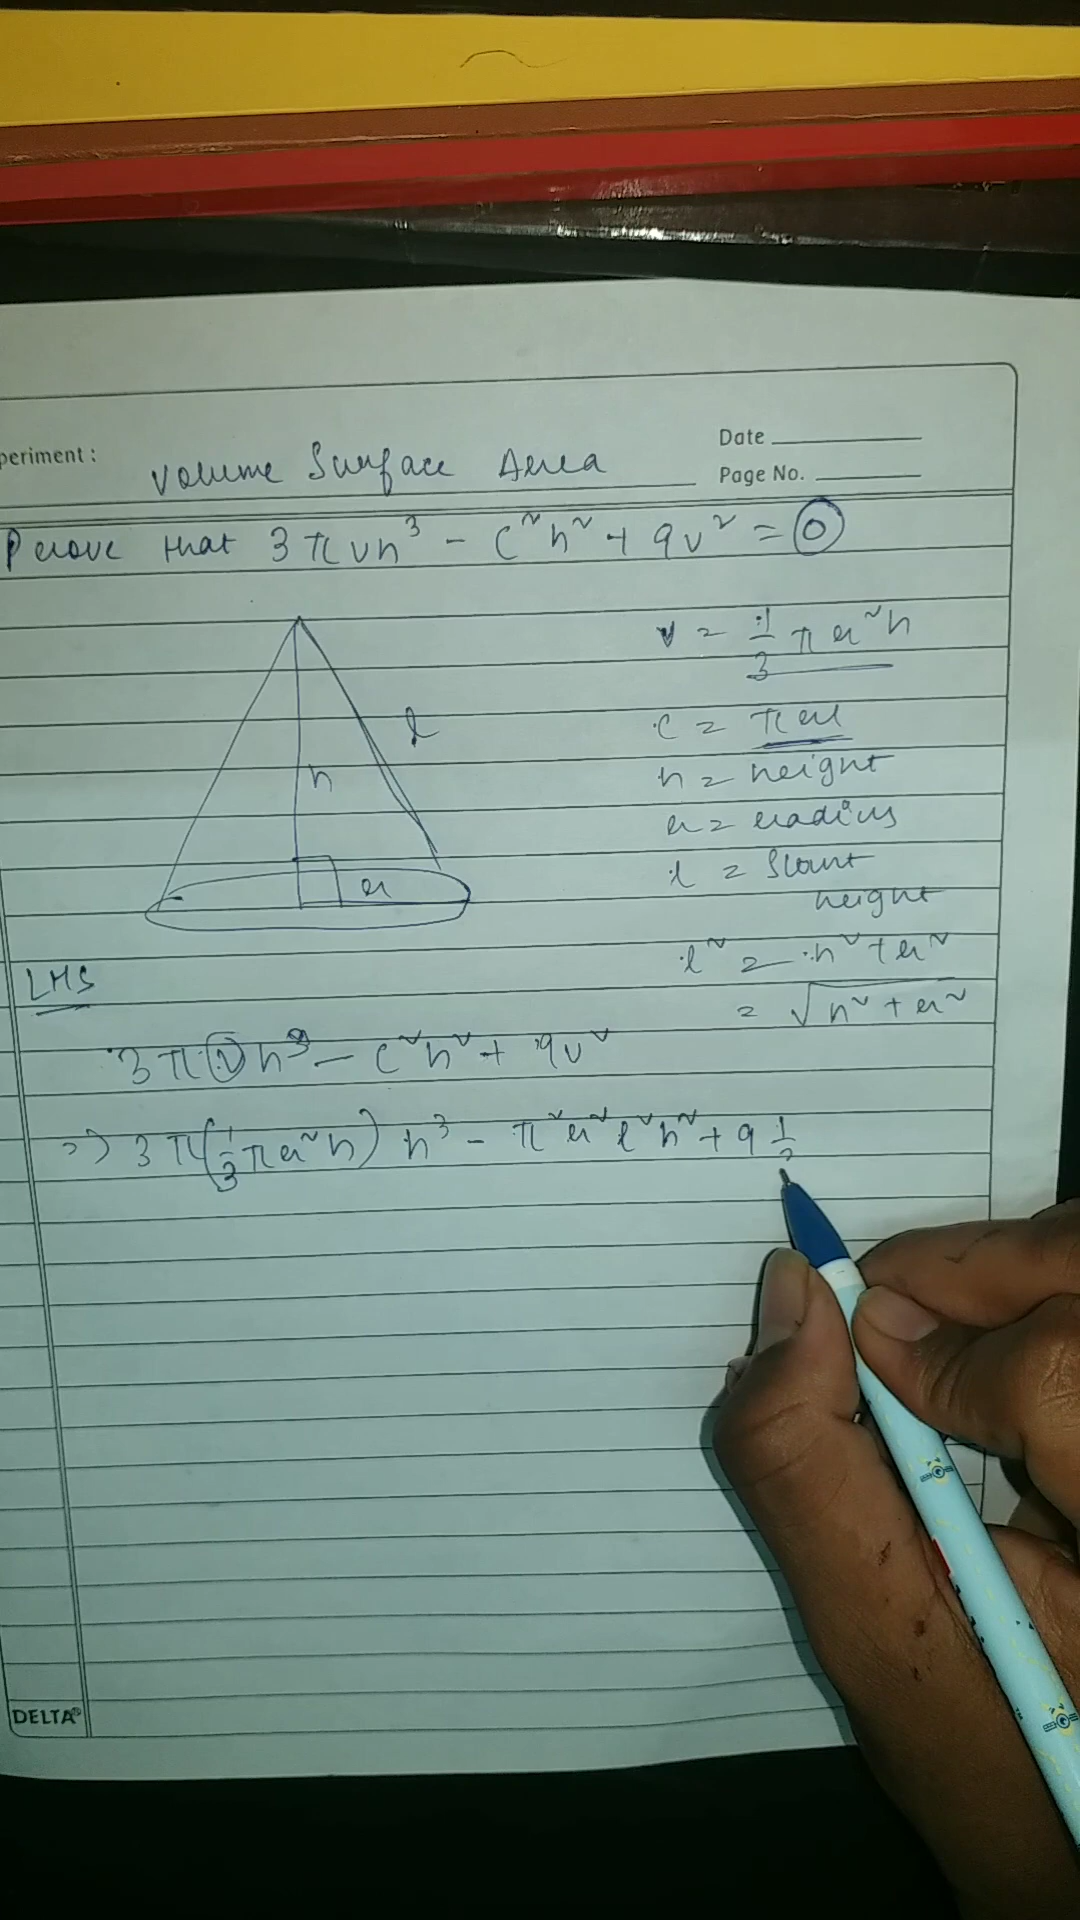 periment :
Volume Surface Area
Date
Page No.
Prove that 3πvh³ - c²h² + 9v² = 0
v = 1/3 πr²h
c = πrl
h = height
r = radius
l = Slant
height
l² = h² + r²
= √h² + r²
l
h
r
LHS
3πvh³ - c²h² + 9v²
=> 3π(1/3 πr²h) h³ - π²r²l²h² + 9 1/3
DELTA®